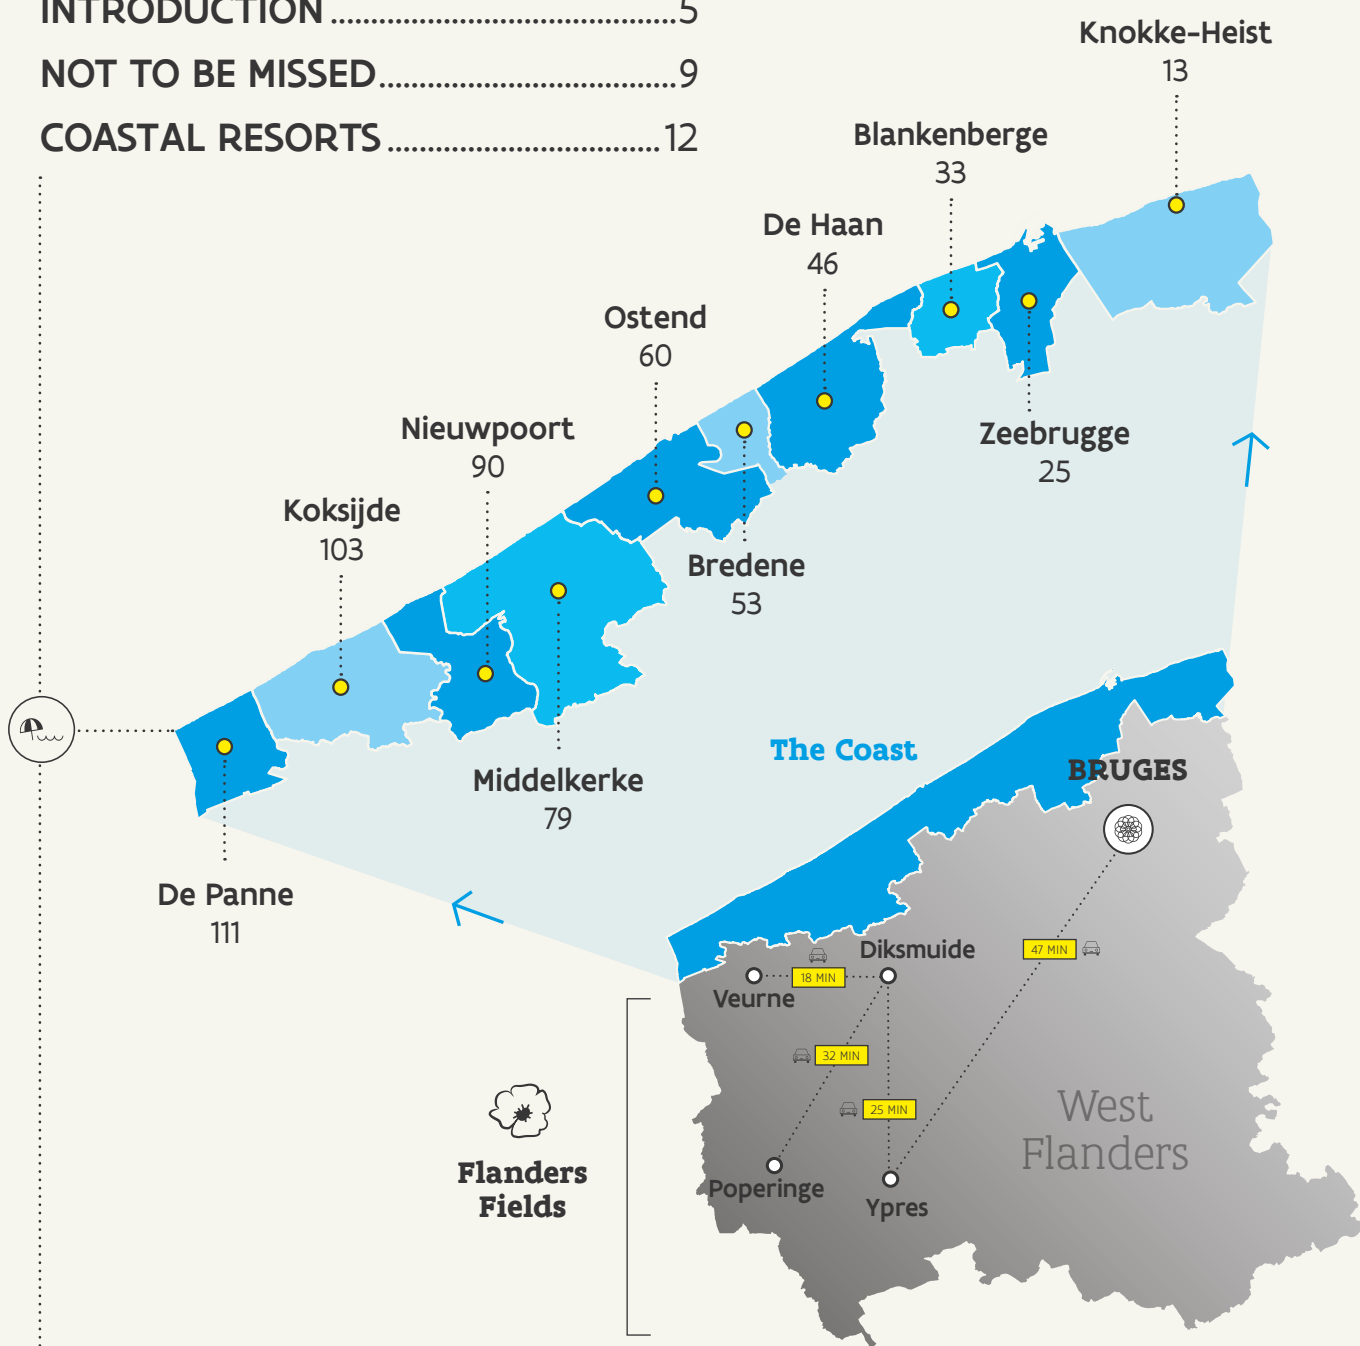 INTRODUCTION 5
NOT TO BE MISSED 9
COASTAL RESORTS 12
Knokke-Heist
13
Blankenberge
33
De Haan
46
Ostend
60
Zeebrugge
25
Nieuwpoort
90
Bredene
53
Koksijde
103
Middelkerke
79
De Panne
111
The Coast
BRUGES
47 MIN
Diksmuide
18 MIN
Veurne
32 MIN
25 MIN
West
Flanders
Flanders
Fields
Poperinge
Ypres